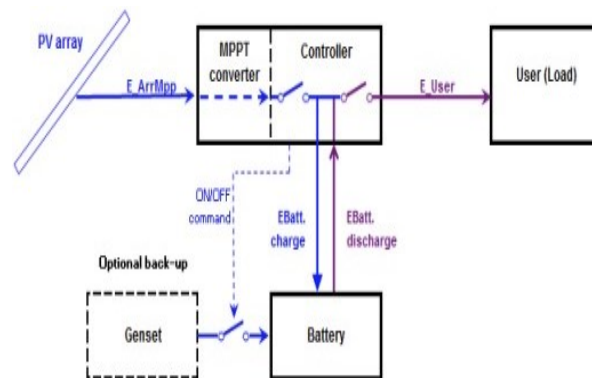 PV array
MPPT
converter
Controller
User (Load)
E_ArrMpp
E_User
ON/OFF
command
EBatt.
charge
EBatt.
discharge
Optional back-up
Genset
Battery